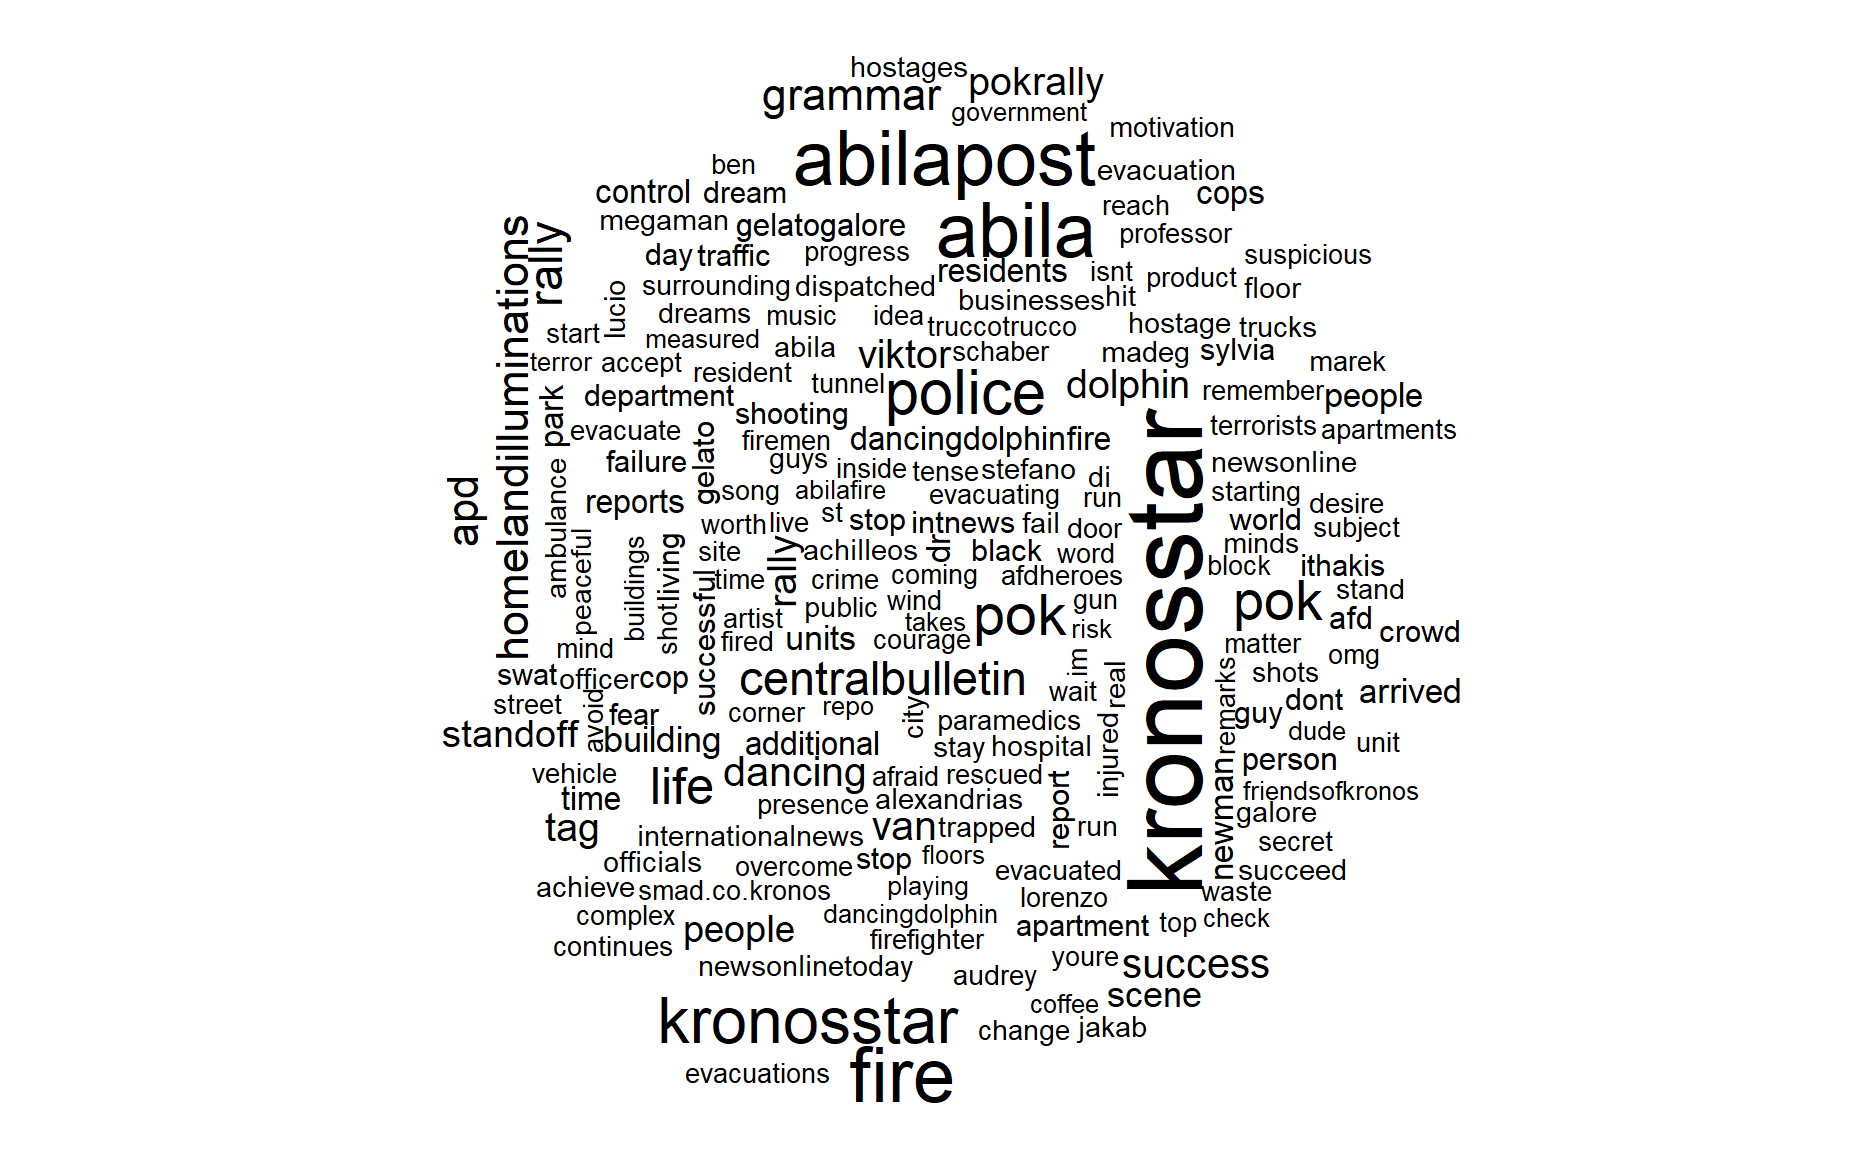 hostages
pokrally
grammar
government
motivation
abilapost
ben
evacuation
control
dream
cops
reach
megaman
gelatogalore
abila
professor
homelandilluminations
rally
day
traffic
progress
suspicious
residents
isnt
product
floor
surrounding
dispatched
businesses
hit
lucio
dreams
music
idea
truccotrucco
hostage
trucks
start
measured
abila
viktor
schaber
madeg
sylvia
marek
terror
accept
resident
tunnel
police
dolphin
remember
people
department
park
shooting
kronosstar
terrorists
apartments
evacuate
firemen
dancingdolphinfire
failure
gelato
guys
inside
tense
stefano
di
newsonline
apd
ambulance
reports
song
abilafire
evacuating
run
starting
desire
worth
live
st
stop
intnews
fail
door
world
subject
peaceful
buildings
living
shot
site
rally
achilleos
dr
black
word
minds
successful
time
crime
coming
afdheroes
block
ithakis
stand
artist
public
wind
takes
pok
gun
pok
afd
crowd
mind
fired
units
courage
risk
matter
swat
officer
cop
centralbulletin
im
real
remarks
shots
omg
street
avoid
fear
corner
repo
city
wait
guy
dont
arrived
standoff
building
additional
paramedics
stay
hospital
injured
dude
unit
vehicle
life
dancing
afraid
rescued
newman
person
time
presence
alexandrias
report
friendsofkronos
tag
internationalnews
van
trapped
run
galore
officials
overcome
stop
floors
evacuated
secret
succeed
achieve
smad.co.kronos
playing
lorenzo
waste
complex
people
dancingdolphin
apartment
top
check
continues
firefighter
newsonlinetoday
audrey
youre
success
kronosstar
coffee
scene
change
jakab
evacuations
fire